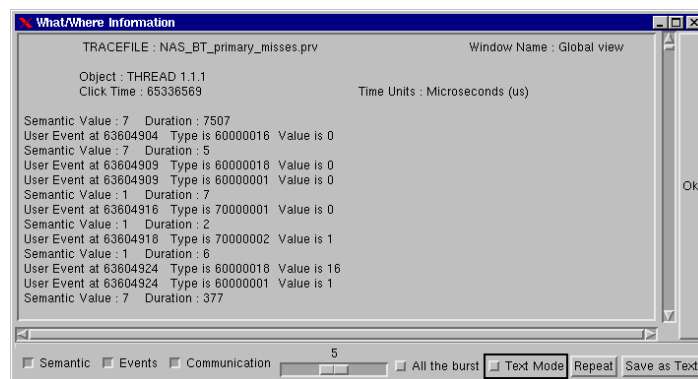 What/Where Information
TRACEFILE : NAS_BT_primary_misses.prv Window Name : Global view
Object : THREAD 1.1.1
Click Time : 65336569 Time Units : Microseconds (us)
Semantic Value : 7 Duration : 7507
User Event at 63604904 Type is 60000016 Value is 0
Semantic Value : 7 Duration : 5
User Event at 63604909 Type is 60000018 Value is 0
User Event at 63604909 Type is 60000001 Value is 0
Semantic Value : 1 Duration : 7
User Event at 63604916 Type is 70000001 Value is 0
Semantic Value : 1 Duration : 2
User Event at 63604918 Type is 70000002 Value is 1
Semantic Value : 1 Duration : 6
User Event at 63604924 Type is 60000018 Value is 16
User Event at 63604924 Type is 60000001 Value is 1
Semantic Value : 7 Duration : 377
Ok
5
Semantic Events Communication All the burst Text Mode Repeat Save as Text